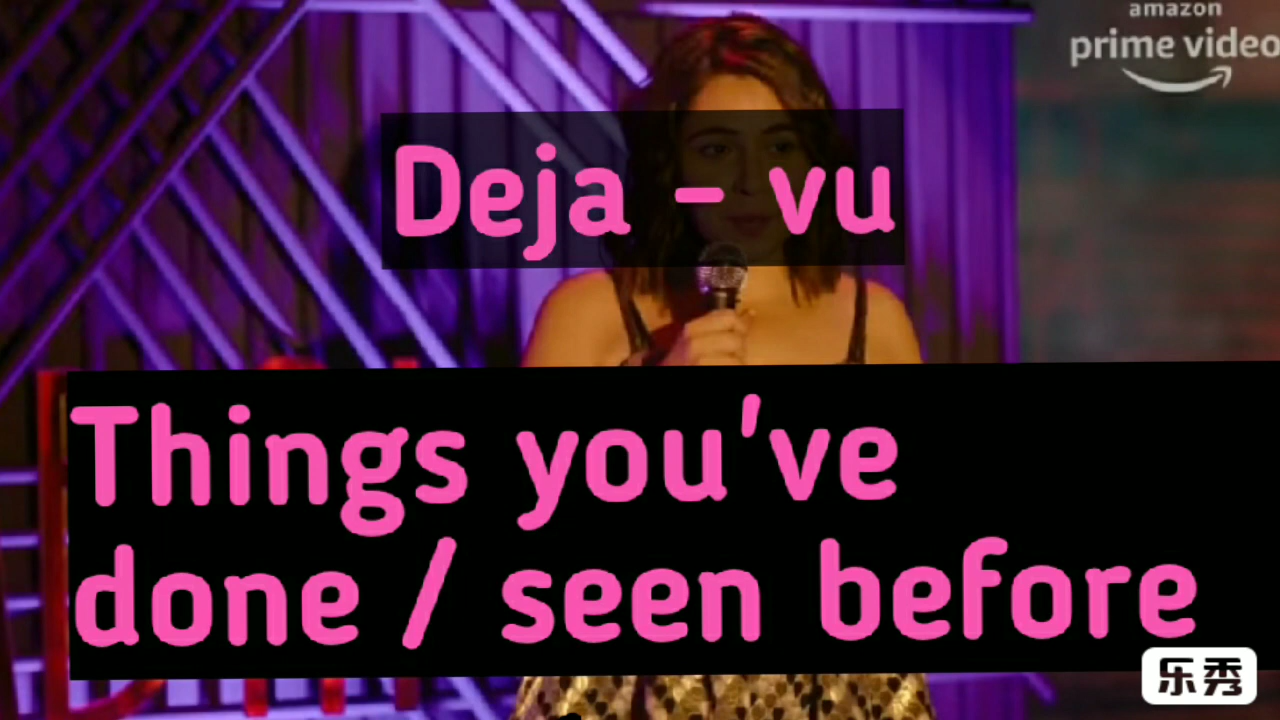 amazon
prime video
Deja - vu
Things you've
done / seen before
乐秀